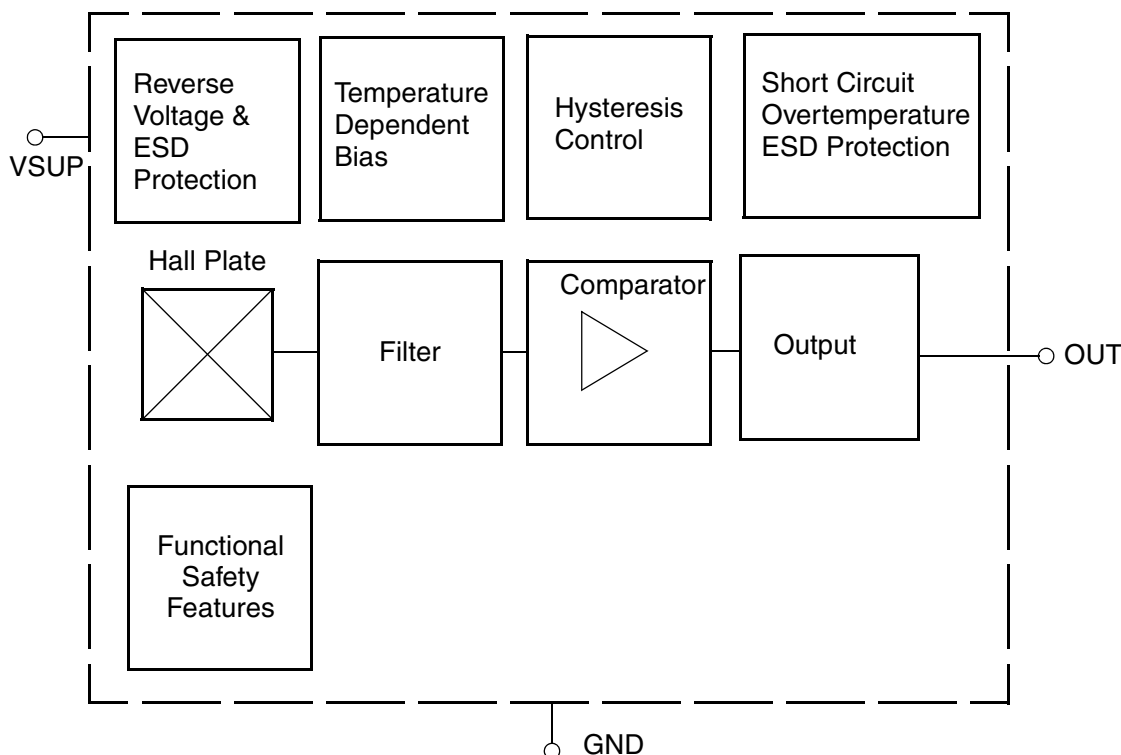 Reverse
Voltage &
ESD
Protection
Temperature
Dependent
Bias
Hysteresis
Control
Short Circuit
Overtemperature
ESD Protection
VSUP
Hall Plate
Filter
Comparator
Output
OUT
Functional
Safety
Features
GND